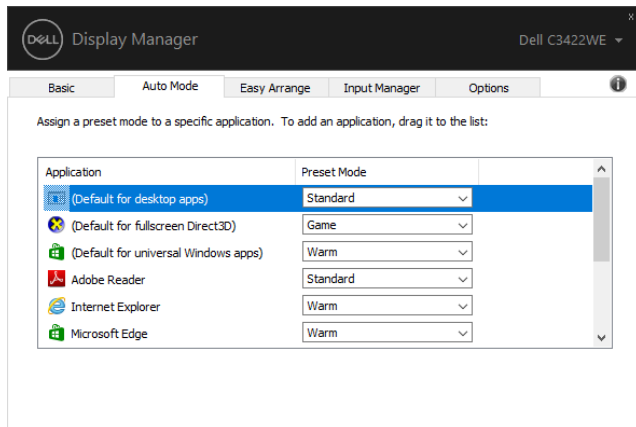 x
DELL Display Manager Dell C3422WE
Basic Auto Mode Easy Arrange Input Manager Options
Assign a preset mode to a specific application. To add an application, drag it to the list:
Application Preset Mode
(Default for desktop apps) Standard
(Default for fullscreen Direct3D) Game
(Default for universal Windows apps) Warm
Adobe Reader Standard
Internet Explorer Warm
Microsoft Edge Warm